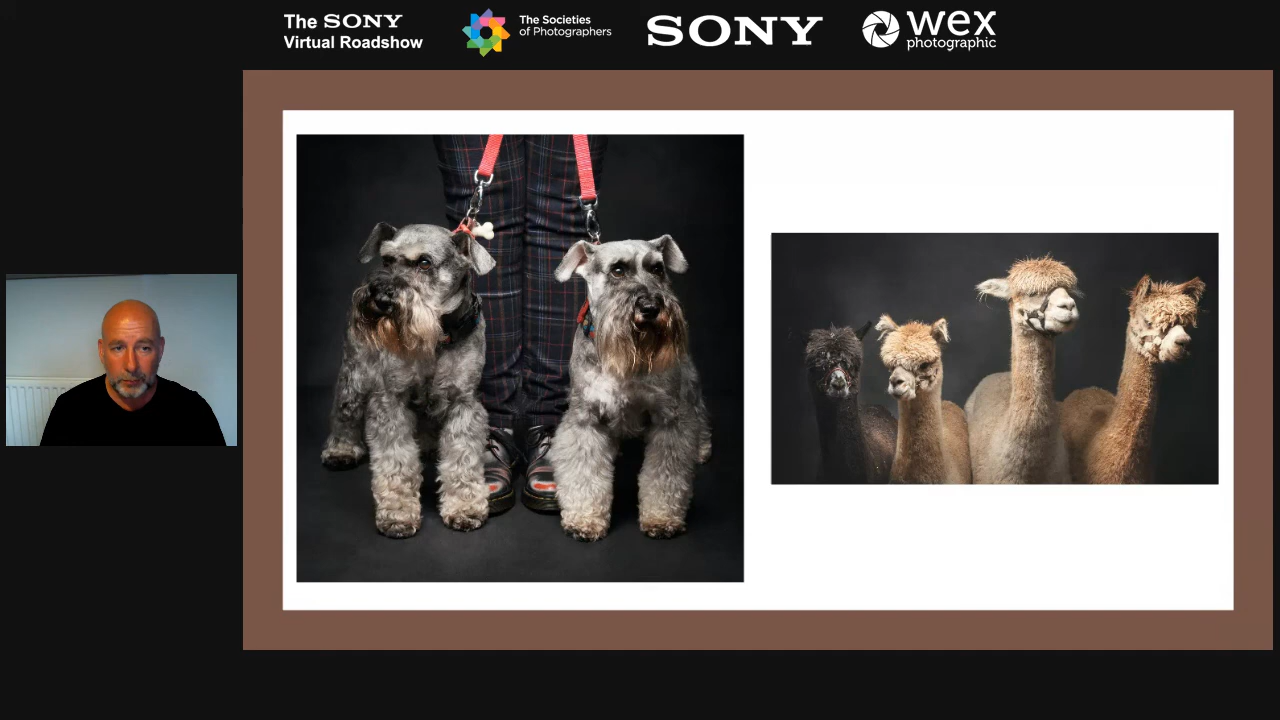 The SONY
Virtual Roadshow
The Societies
of Photographers
SONY
wex
photographic